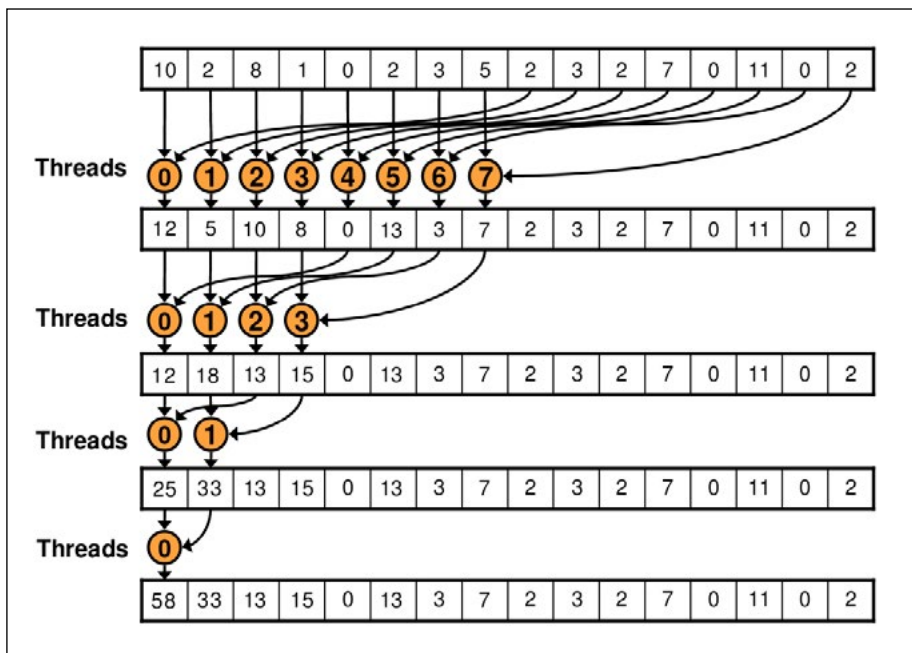 10 2 8 1 0 2 3 5 2 3 2 7 0 11 0 2
Threads 0 1 2 3 4 5 6 7
12 5 10 8 0 13 3 7 2 3 2 7 0 11 0 2
Threads 0 1 2 3
12 18 13 15 0 13 3 7 2 3 2 7 0 11 0 2
Threads 0 1
25 33 13 15 0 13 3 7 2 3 2 7 0 11 0 2
Threads 0
58 33 13 15 0 13 3 7 2 3 2 7 0 11 0 2